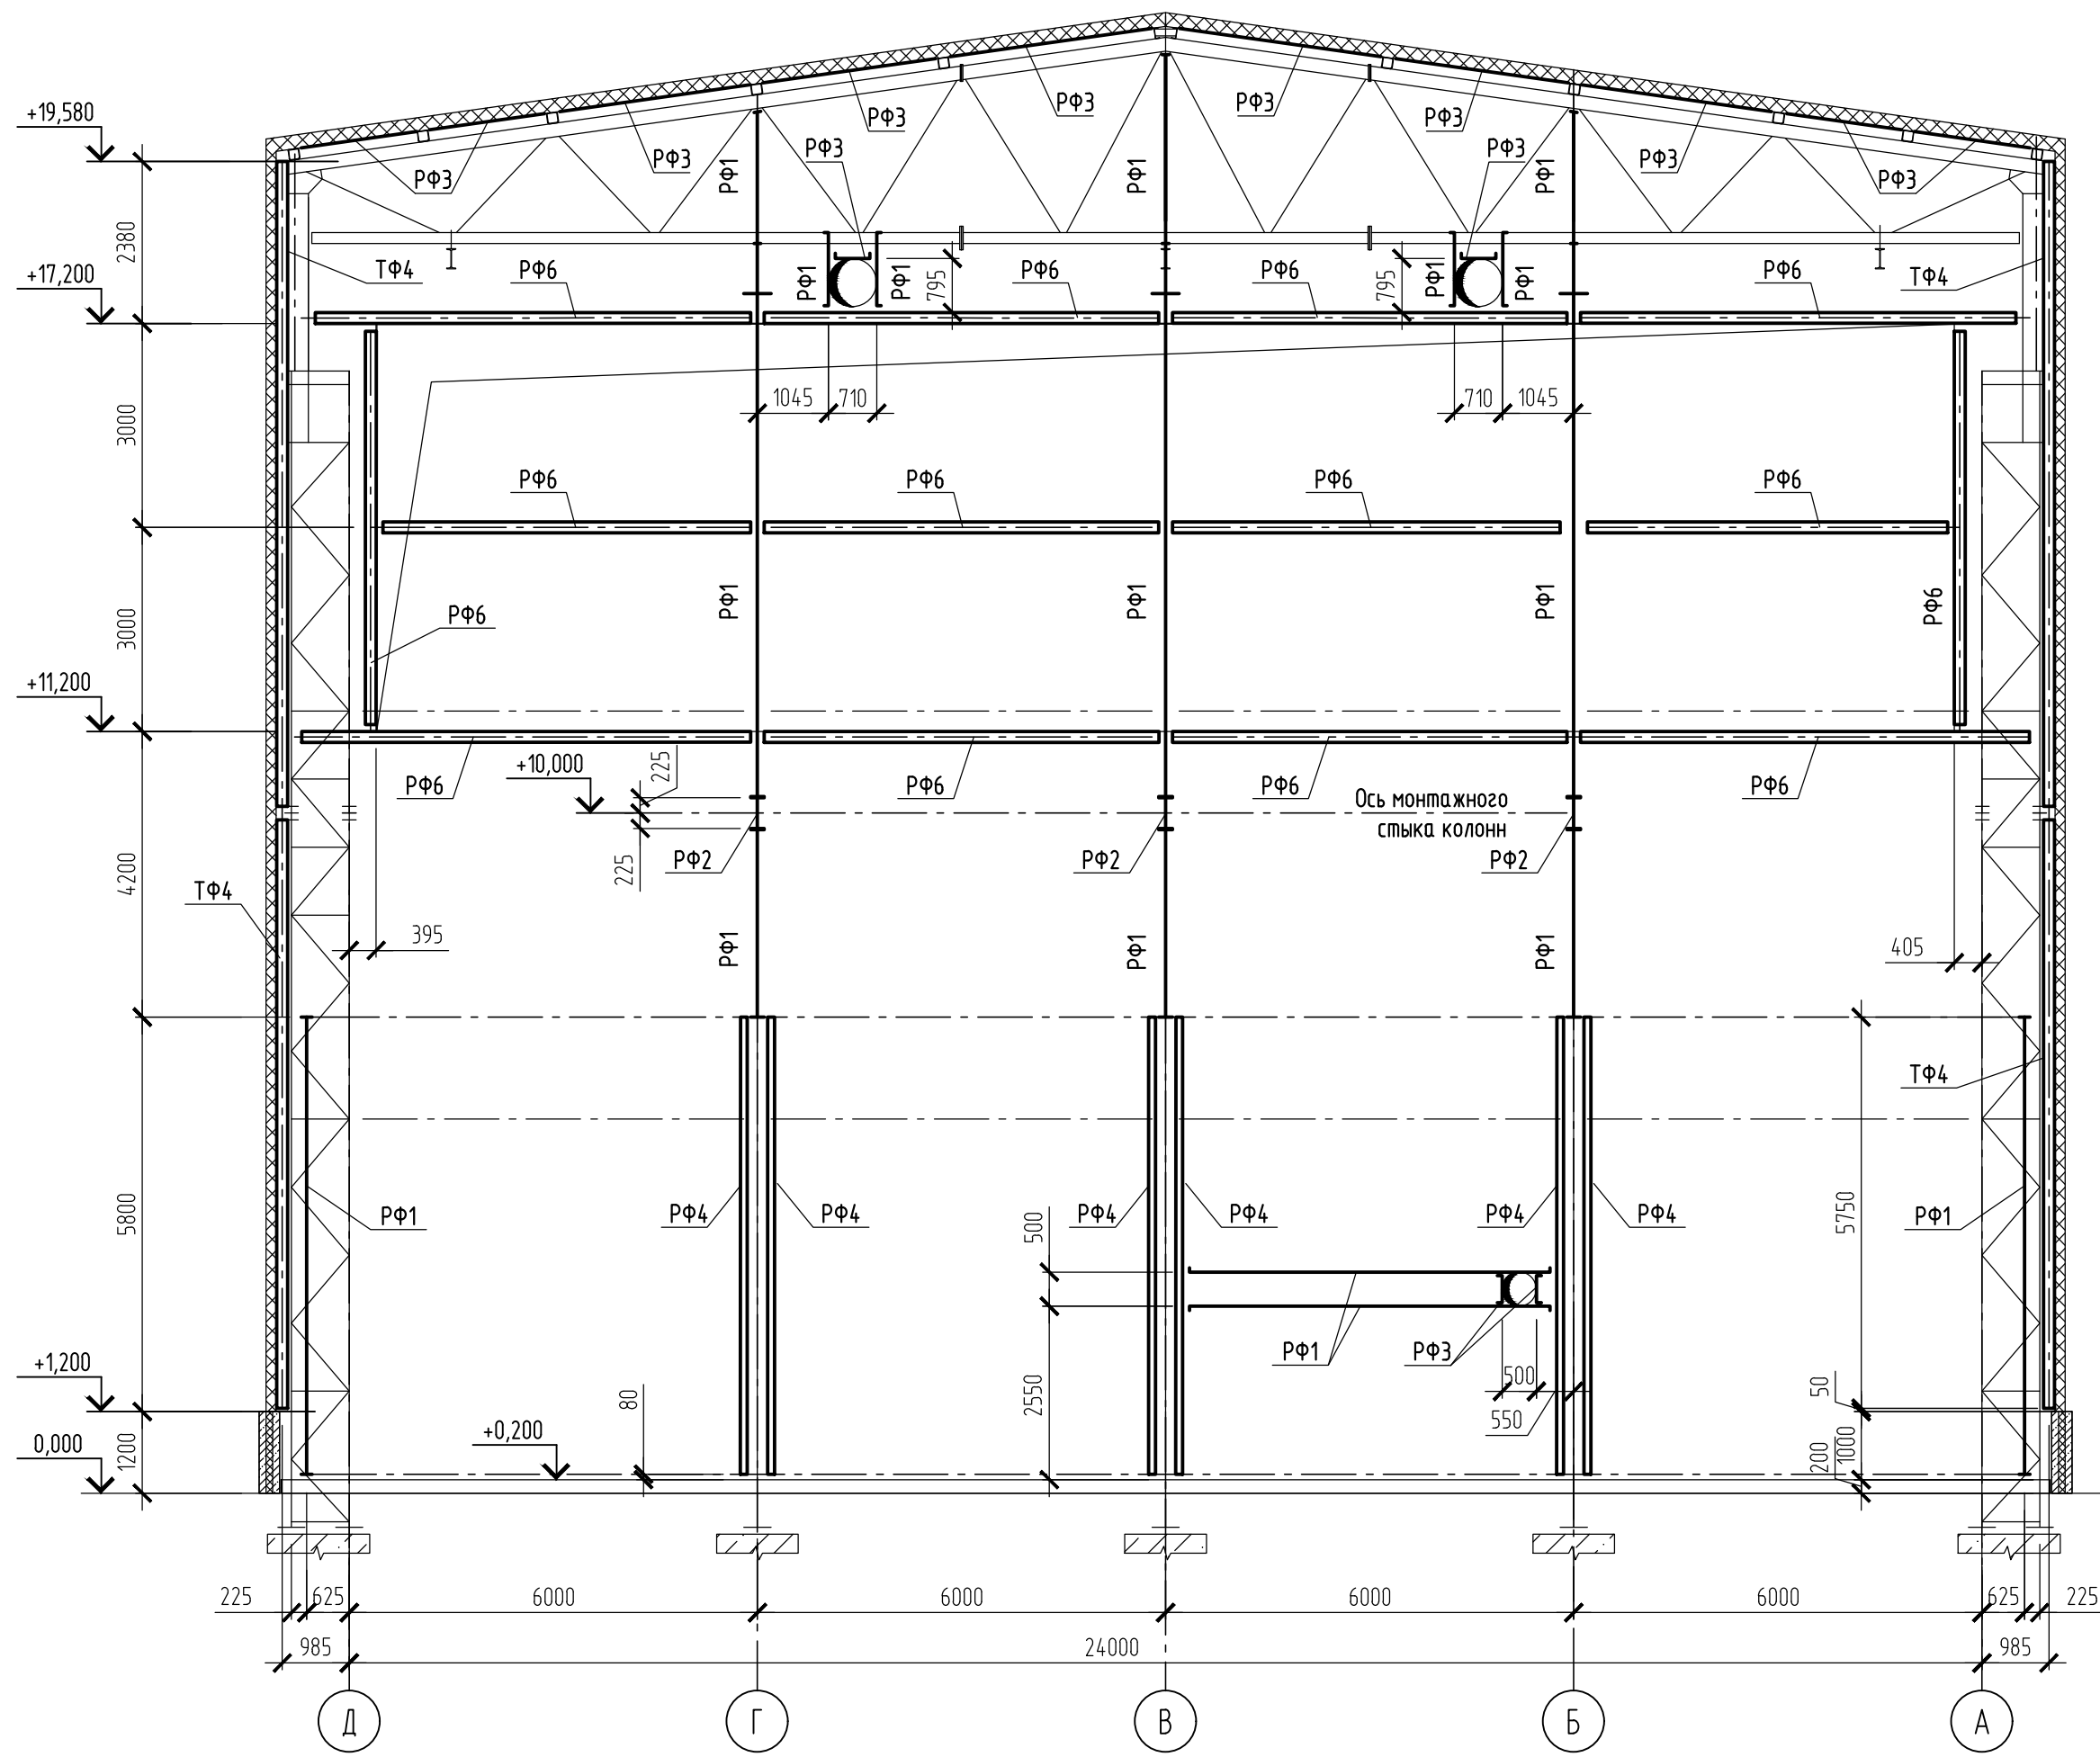 +19,580
РФ3
РФ3
РФ3
РФ3
РФ3
РФ3
РФ3
РФ3
РФ3
РФ3
РФ1
РФ1
РФ1
2380
+17,200
ТФ4
РФ6
РФ1
РФ1
795
РФ6
РФ6
795
РФ1
РФ1
РФ6
ТФ4
1045
710
710
1045
3000
РФ6
РФ6
РФ6
РФ6
3000
РФ6
РФ1
РФ1
РФ1
РФ6
+11,200
+10,000
225
РФ6
РФ6
РФ6
РФ6
Ось монтажного
стыка колонн
225
РФ2
РФ2
РФ2
4200
ТФ4
395
РФ1
РФ1
РФ1
405
ТФ4
5800
РФ1
РФ4
РФ4
РФ4
РФ4
РФ4
РФ4
РФ1
5750
500
РФ1
РФ3
500
550
2550
80
50
+1,200
0,000
1200
+0,200
200
1000
225
625
6000
6000
6000
6000
625
225
985
24000
985
Д
Г
В
Б
А